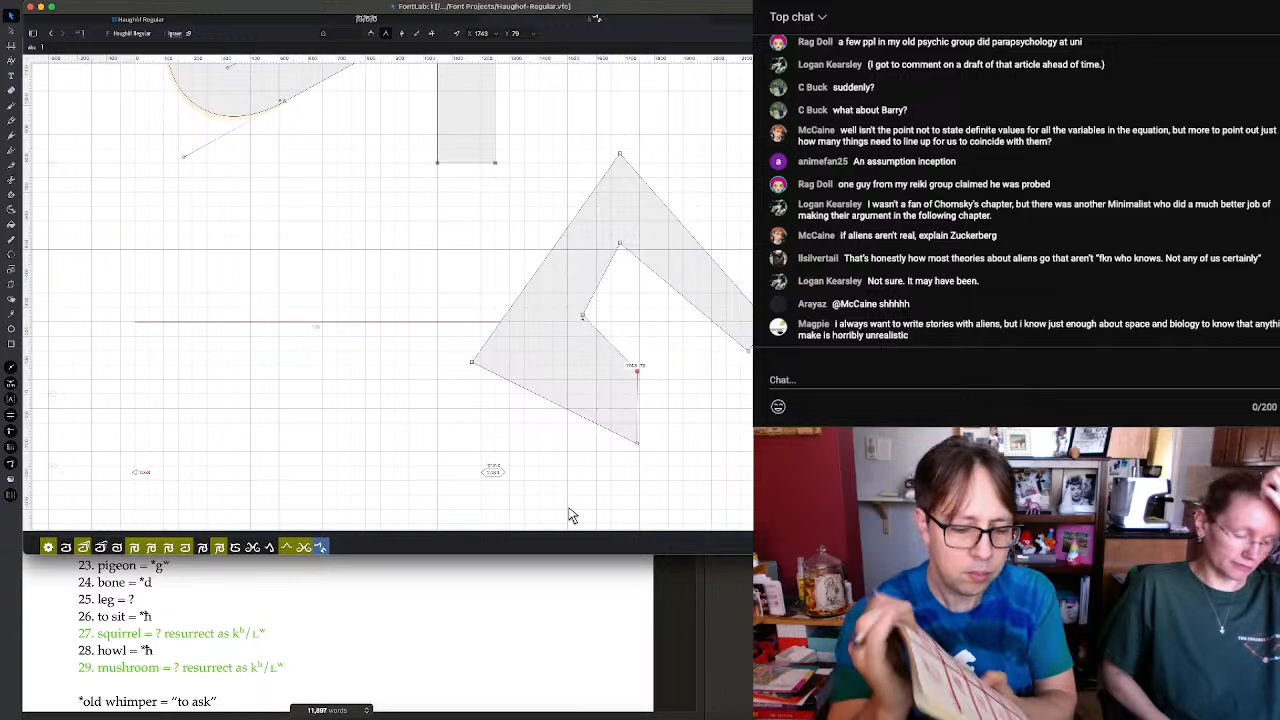 FontLab: [/.../Font Projects/Haughöf-Regular.vfo]
Haughöf Regular
Haughöf Regular
X 1743
Y 79
abc 1
Top chat
Rag Doll a few ppl in my old psychic group did parapsychology at uni
Logan Kearsley (I got to comment on a draft of that article ahead of time.)
C Buck suddenly?
C Buck what about Barry?
McCaine well isn't the point not to state definite values for all the variables in the equation, but more to point out just
how many things need to line up for us to coincide with them?
a
animefan25 An assumption inception
Rag Doll one guy from my reiki group claimed he was probed
Logan Kearsley I wasn't a fan of Chomsky's chapter, but there was another Minimalist who did a much better job of
making their argument in the following chapter.
McCaine if aliens aren't real, explain Zuckerberg
llsilvertail That's honestly how most theories about aliens go that aren't "fkn who knows. Not any of us certainly"
Logan Kearsley Not sure. It may have been.
Arayaz @McCaine shhhhh
Magpie i always want to write stories with aliens, but i know just enough about space and biology to know that anythi
make is horribly unrealistic
Chat...
0/200
23. pigeon = *gʷ
24. bone = *d
25. leg = ?
26. to sit = *ħ
27. squirrel = ? resurrect as kʰ/ʟʷ
28. howl = *ħ
29. mushroom = ? resurrect as kʰ/ʟʷ
*old whimper = "to ask"
11,897 words